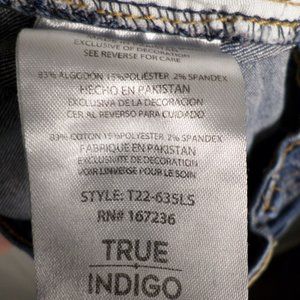 EXCLUSIVE OF DECORATION
SEE REVERSE FOR CARE
83% ALGODON 15%POLIÉSTER 2% SPANDEX
HECHO EN PAKISTAN
EXCLUSIVA DE LA DECORACION
CER AL REVERSO PARA CUIDADO
83% COTON 15%POLYESTER 2% SPANDEX
FABRIQUE EN PAKISTAN
EXCLUSIVITE DE DECORATION
VOIR L'INVERSE POUR LE SOIN
STYLE: T22-635LS
RN# 167236
TRUE
INDIGO